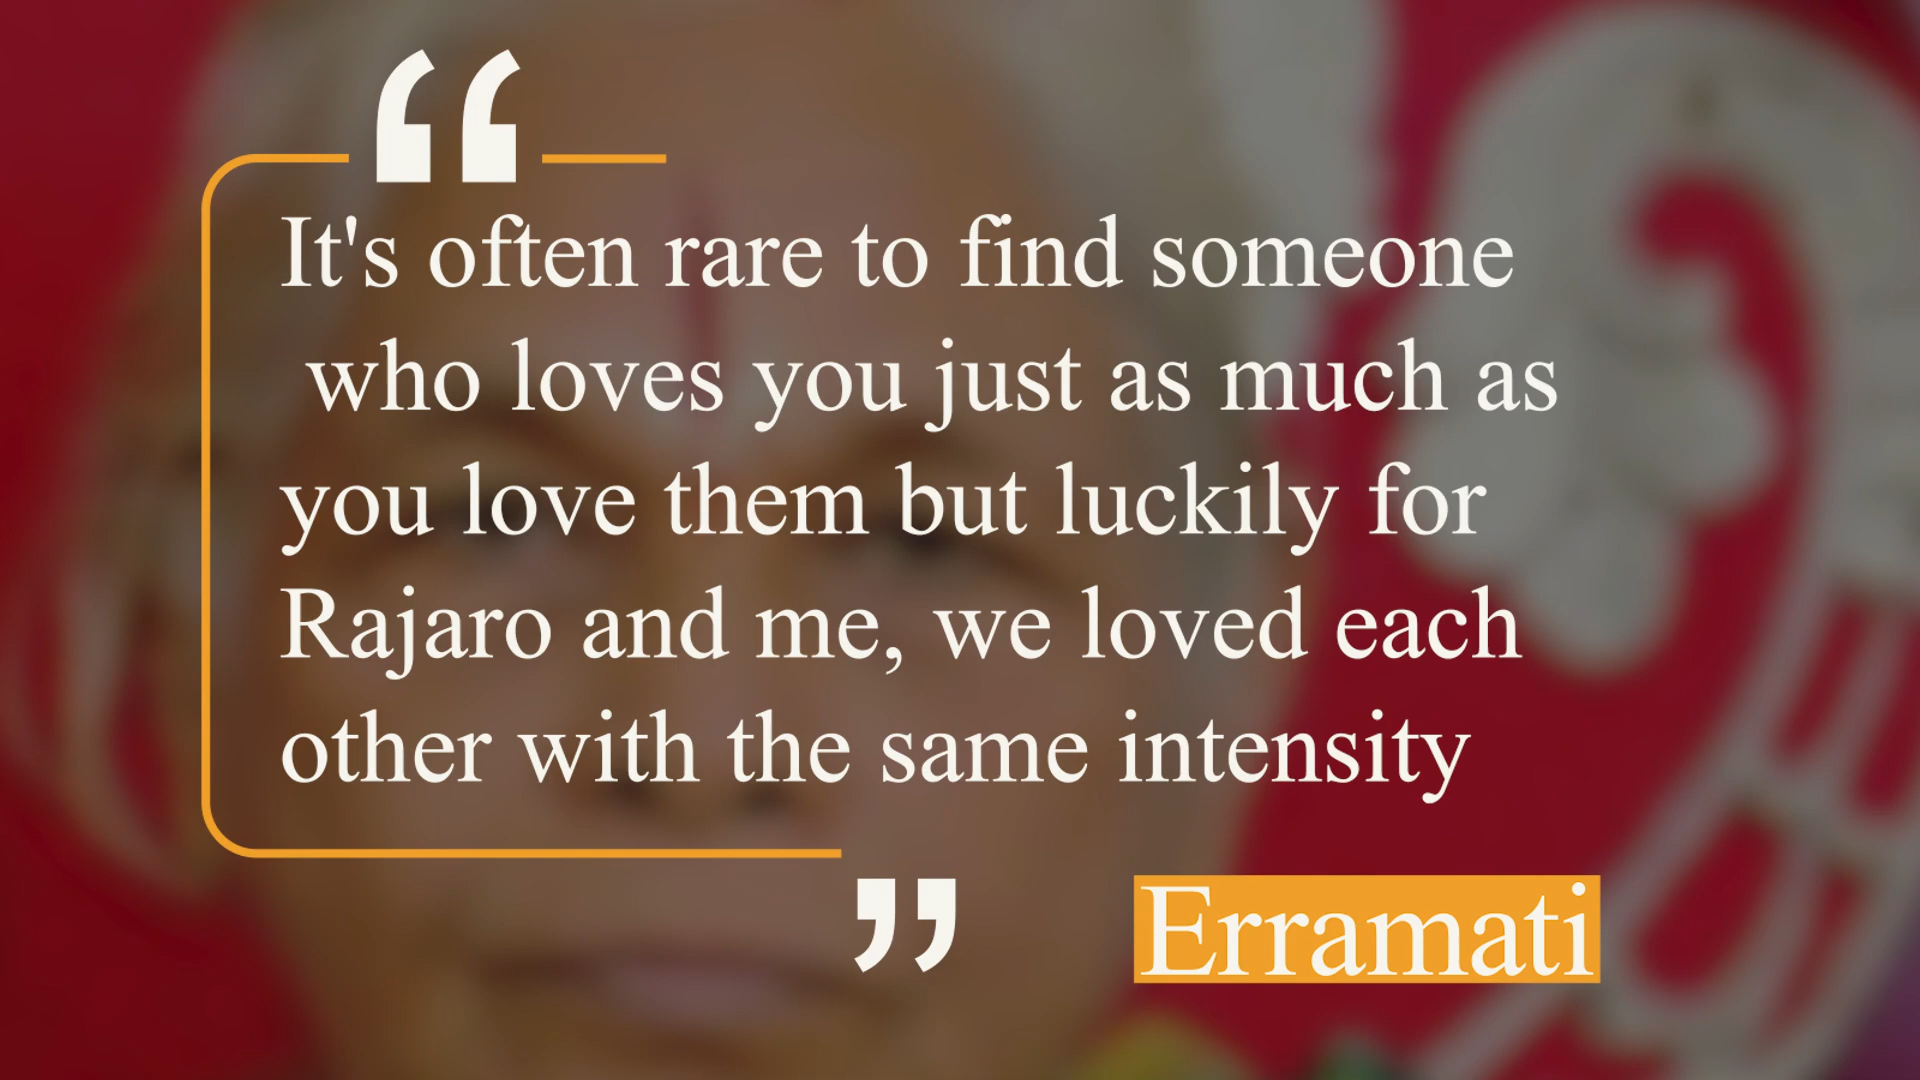 “
It's often rare to find someone
who loves you just as much as
you love them but luckily for
Rajaro and me, we loved each
other with the same intensity
”
Erramati